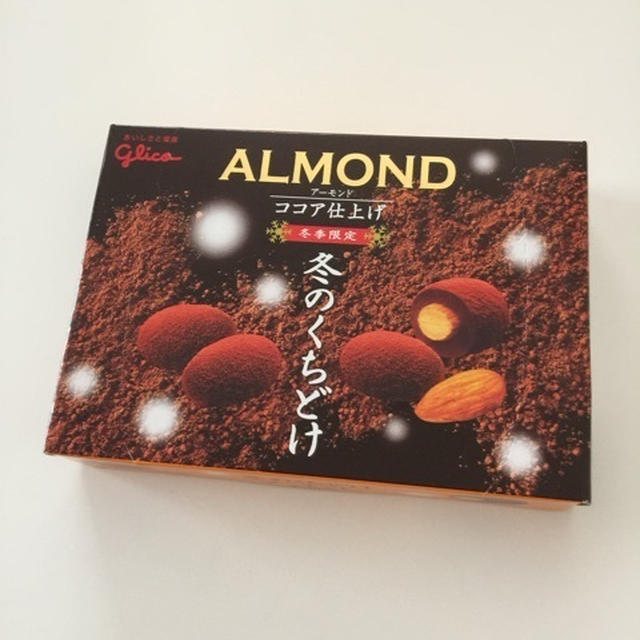 おいしさと健康
Glico
ALMOND
アーモンド
ココア仕上げ
冬季限定
冬のくちどけ